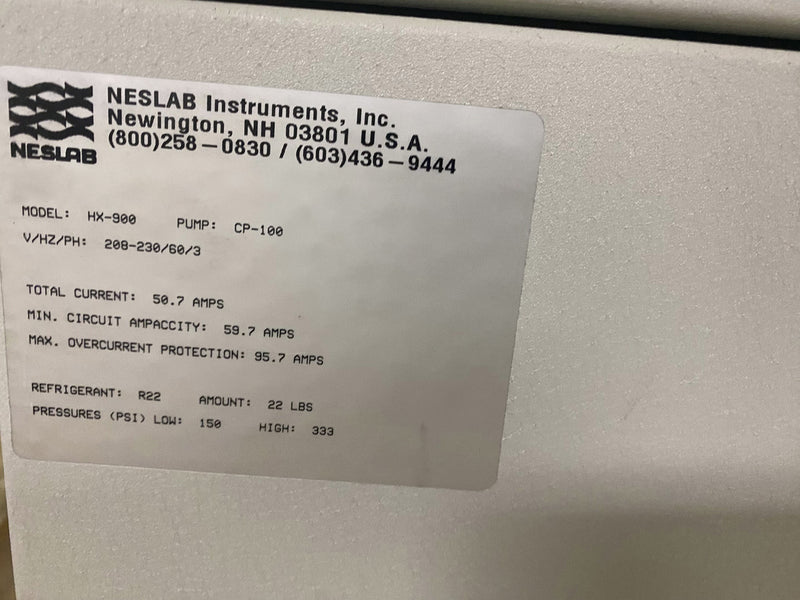 NESLAB
NESLAB Instruments, Inc.
Newington, NH 03801 U.S.A.
(800)258-0830 / (603)436-9444
MODEL: HX-900 PUMP: CP-100
V/HZ/PH: 208-230/60/3
TOTAL CURRENT: 50.7 AMPS
MIN. CIRCUIT AMPACCITY: 59.7 AMPS
MAX. OVERCURRENT PROTECTION: 95.7 AMPS
REFRIGERANT: R22 AMOUNT: 22 LBS
PRESSURES (PSI) LOW: 150 HIGH: 333